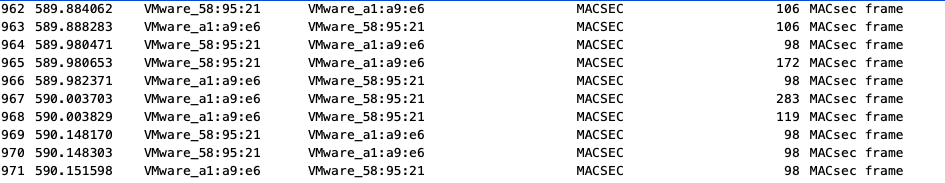 962 589.884062 VMware_58:95:21 VMware_a1:a9:e6 MACSEC 106 MACsec frame
963 589.888283 VMware_a1:a9:e6 VMware_58:95:21 MACSEC 106 MACsec frame
964 589.980471 VMware_58:95:21 VMware_a1:a9:e6 MACSEC 98 MACsec frame
965 589.980653 VMware_58:95:21 VMware_a1:a9:e6 MACSEC 172 MACsec frame
966 589.982371 VMware_a1:a9:e6 VMware_58:95:21 MACSEC 98 MACsec frame
967 590.003703 VMware_a1:a9:e6 VMware_58:95:21 MACSEC 283 MACsec frame
968 590.003829 VMware_a1:a9:e6 VMware_58:95:21 MACSEC 119 MACsec frame
969 590.148170 VMware_58:95:21 VMware_a1:a9:e6 MACSEC 98 MACsec frame
970 590.148303 VMware_58:95:21 VMware_a1:a9:e6 MACSEC 98 MACsec frame
971 590.151598 VMware_a1:a9:e6 VMware_58:95:21 MACSEC 98 MACsec frame